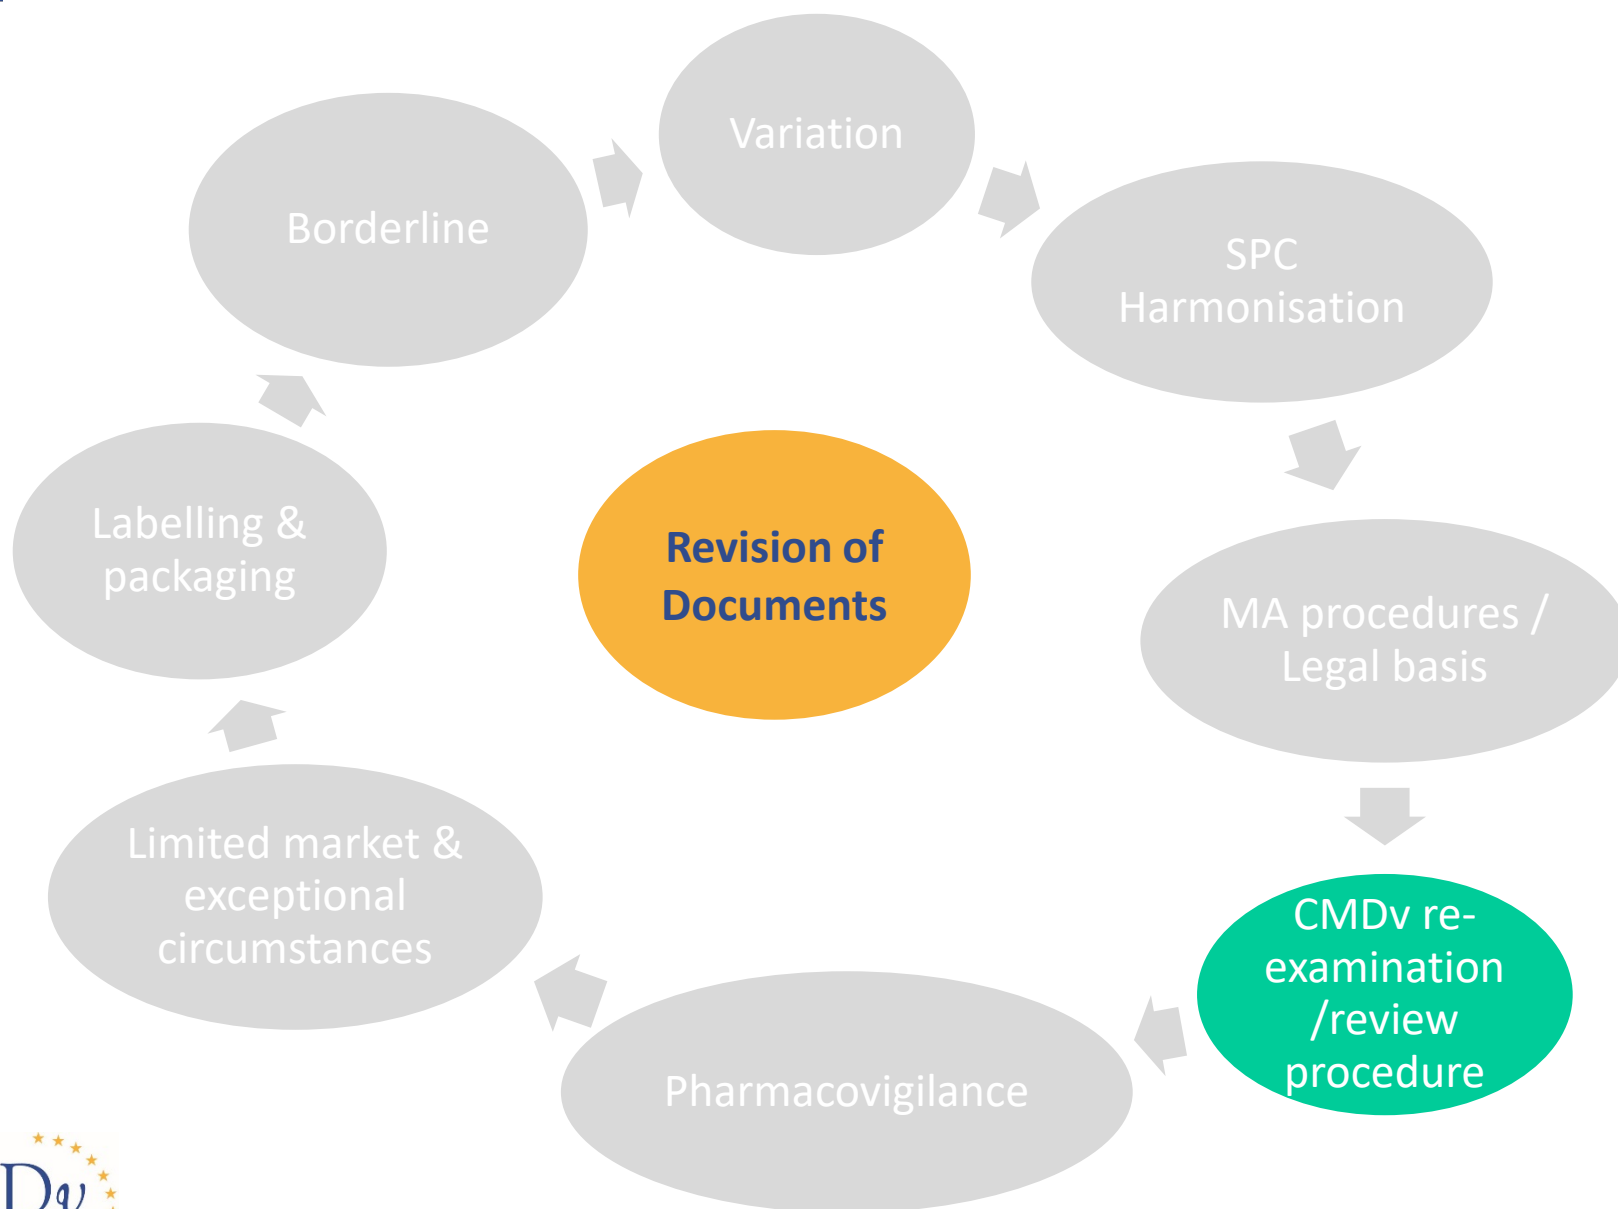 Variation
Borderline
SPC
Harmonisation
Labelling &
packaging
Revision of
Documents
MA procedures /
Legal basis
Limited market &
exceptional
circumstances
CMDv re-
examination
/review
procedure
Pharmacovigilance
Dv